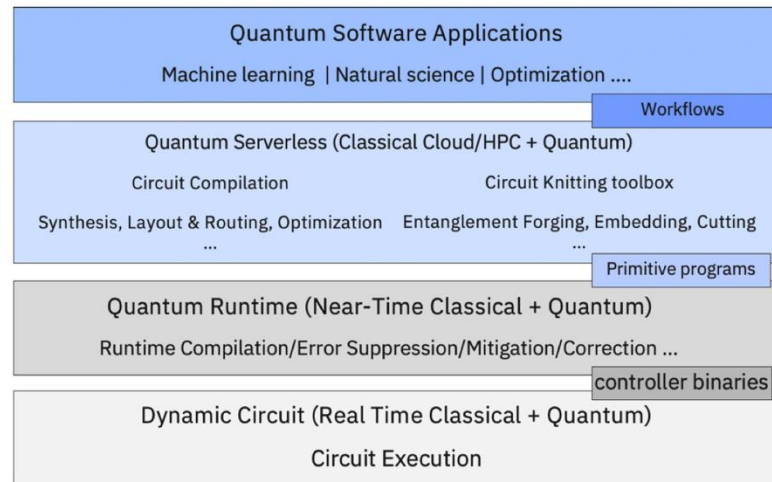 Quantum Software Applications
Machine learning | Natural science | Optimization ....
Workflows
Quantum Serverless (Classical Cloud/HPC + Quantum)
Circuit Compilation
Circuit Knitting toolbox
Synthesis, Layout & Routing, Optimization
...
Entanglement Forging, Embedding, Cutting
...
Primitive programs
Quantum Runtime (Near-Time Classical + Quantum)
Runtime Compilation/Error Suppression/Mitigation/Correction ...
controller binaries
Dynamic Circuit (Real Time Classical + Quantum)
Circuit Execution